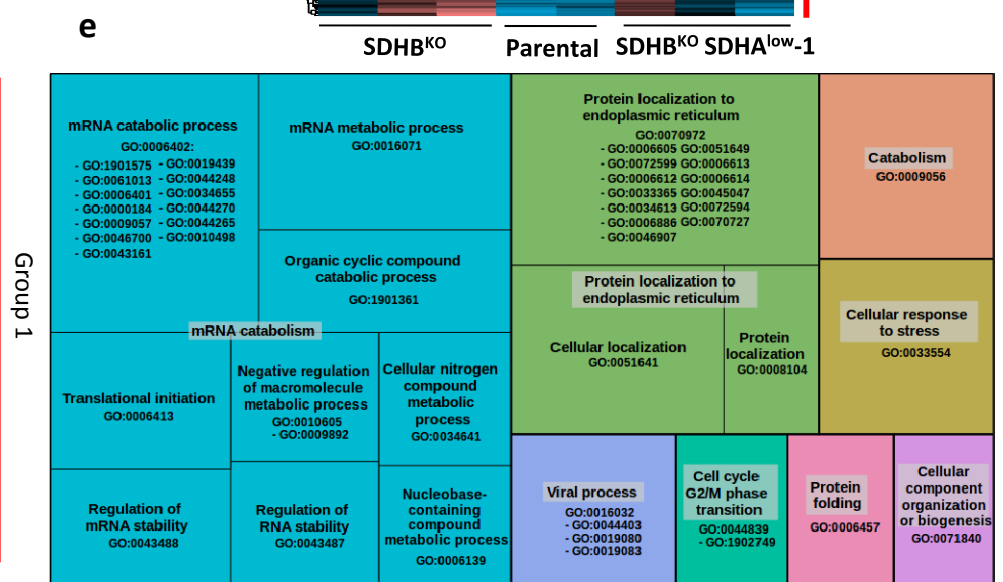 e
SDHBᴷᴼ
Parental
SDHBᴷᴼ SDHAˡᵒʷ-1
Group 1
mRNA catabolic process
GO:0006402:
- GO:1901575 - GO:0019439
- GO:0061013 - GO:0044248
- GO:0006401 - GO:0034655
- GO:0000184 - GO:0044270
- GO:0009057 - GO:0044265
- GO:0046700 - GO:0010498
- GO:0043161
mRNA metabolic process
GO:0016071
Organic cyclic compound
catabolic process
GO:1901361
mRNA catabolism
Translational initiation
GO:0006413
Negative regulation
of macromolecule
metabolic process
GO:0010605
- GO:0009892
Cellular nitrogen
compound
metabolic
process
GO:0034641
Regulation of
mRNA stability
GO:0043488
Regulation of
RNA stability
GO:0043487
Nucleobase-
containing
compound
metabolic process
GO:0006139
Protein localization to
endoplasmic reticulum
GO:0070972
- GO:0006605 GO:0051649
- GO:0072599 GO:0006613
- GO:0006612 GO:0006614
- GO:0033365 GO:0045047
- GO:0034613 GO:0072594
- GO:0006886 GO:0070727
- GO:0046907
Protein localization to
endoplasmic reticulum
Cellular localization
GO:0051641
Protein
localization
GO:0008104
Catabolism
GO:0009056
Cellular response
to stress
GO:0033554
Viral process
GO:0016032
- GO:0044403
- GO:0019080
- GO:0019083
Cell cycle
G2/M phase
transition
GO:0044839
- GO:1902749
Protein
folding
GO:0006457
Cellular
component
organization
or biogenesis
GO:0071840